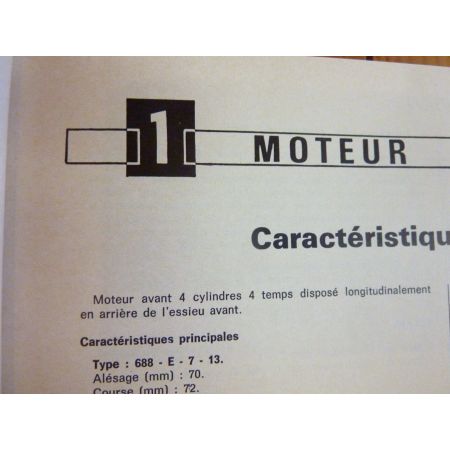 1 MOTEUR
Caractéristiqu
Moteur avant 4 cylindres 4 temps disposé longitudinalement
en arrière de l'essieu avant.
Caractéristiques principales
Type : 688 - E - 7 - 13.
Alésage (mm) : 70.
Course (mm) : 72.